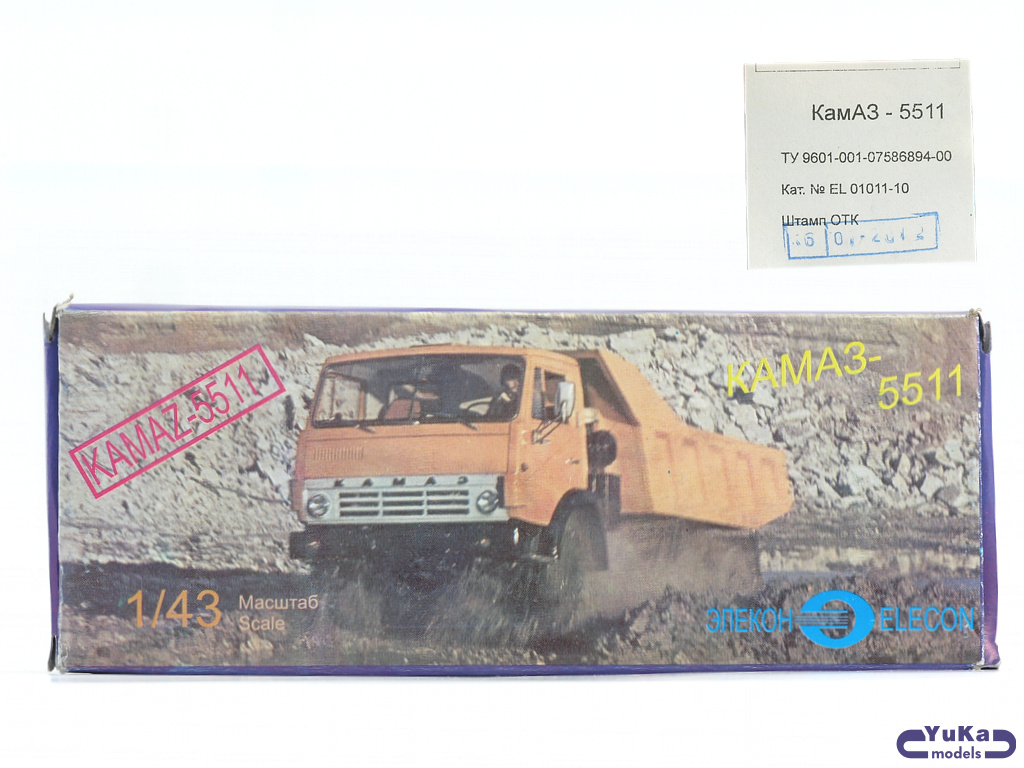 КамАЗ - 5511
ТУ 9601-001-07586894-00
Кат. № EL 01011-10
Штамп ОТК
KAMAZ-5511
КАМАЗ-
5511
КАМАЗ
1/43 Масштаб
Scale
ЭЛЕКОН ELECON
YuKa
models